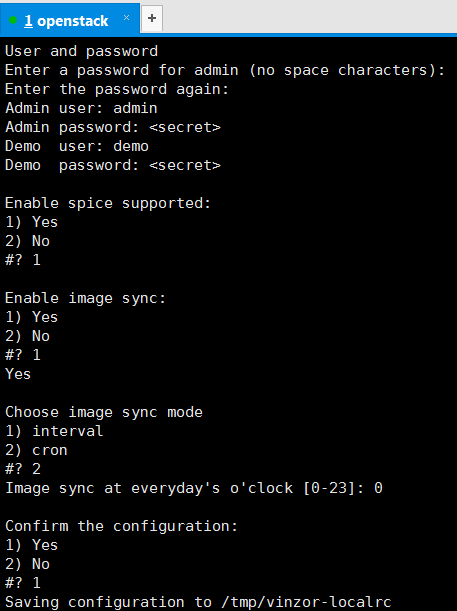 1 openstack × +
User and password
Enter a password for admin (no space characters):
Enter the password again:
Admin user: admin
Admin password: <secret>
Demo  user: demo
Demo  password: <secret>
Enable spice supported:
1) Yes
2) No
#? 1
Enable image sync:
1) Yes
2) No
#? 1
Yes
Choose image sync mode
1) interval
2) cron
#? 2
Image sync at everyday's o'clock [0-23]: 0
Confirm the configuration:
1) Yes
2) No
#? 1
Saving configuration to /tmp/vinzor-localrc